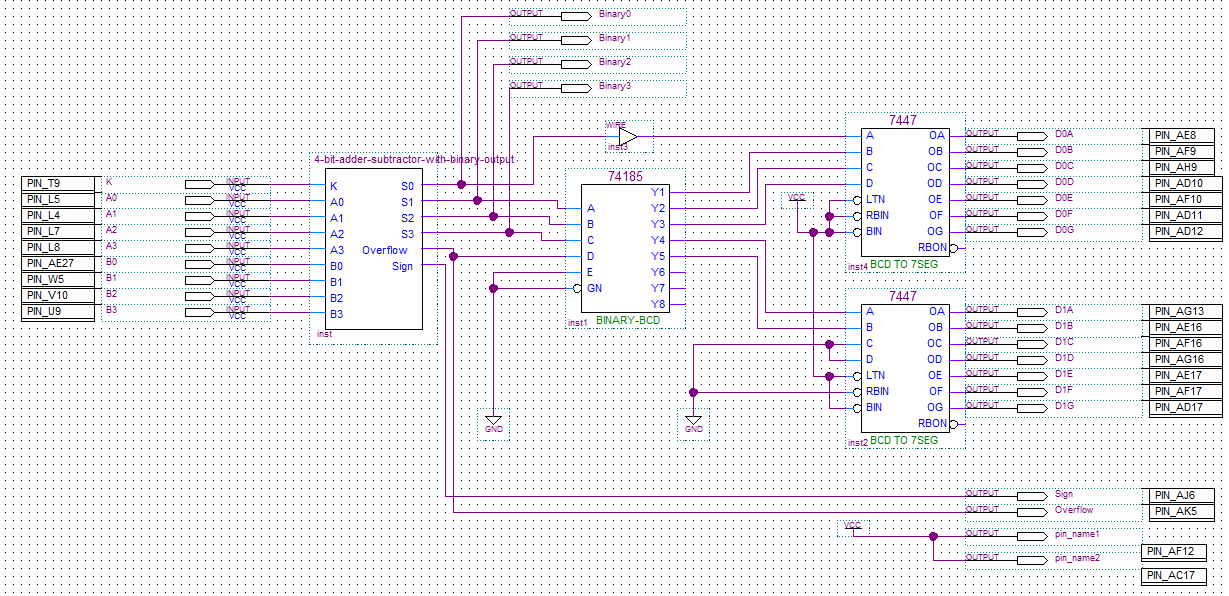 OUTPUT Binary0
OUTPUT Binary1
OUTPUT Binary2
OUTPUT Binary3
4-bit-adder-subtractor-with-binary-output
K S0
A0 S1
A1 S2
A2 S3
A3 Overflow
B0 Sign
B1
B2
B3
inst
PIN_T9 K INPUT VCC
PIN_L5 A0 INPUT VCC
PIN_L4 A1 INPUT VCC
PIN_L7 A2 INPUT VCC
PIN_L8 A3 INPUT VCC
PIN_AE27 B0 INPUT VCC
PIN_W5 B1 INPUT VCC
PIN_V10 B2 INPUT VCC
PIN_U9 B3 INPUT VCC
WIRE
inst3
74185
Y1
A Y2
B Y3
C Y4
D Y5
E Y6
GN Y7
Y8
inst1 BINARY-BCD
GND
VCC
7447
A OA
B OB
C OC
D OD
LTN OE
RBIN OF
BIN OG
RBON
inst4 BCD TO 7SEG
OUTPUT D0A PIN_AE8
OUTPUT D0B PIN_AF9
OUTPUT D0C PIN_AH9
OUTPUT D0D PIN_AD10
OUTPUT D0E PIN_AF10
OUTPUT D0F PIN_AD11
OUTPUT D0G PIN_AD12
7447
A OA
B OB
C OC
D OD
LTN OE
RBIN OF
BIN OG
RBON
inst2 BCD TO 7SEG
GND
OUTPUT D1A PIN_AG13
OUTPUT D1B PIN_AE16
OUTPUT D1C PIN_AF16
OUTPUT D1D PIN_AG16
OUTPUT D1E PIN_AE17
OUTPUT D1F PIN_AF17
OUTPUT D1G PIN_AD17
OUTPUT Sign PIN_AJ6
OUTPUT Overflow PIN_AK5
VCC
OUTPUT pin_name1
PIN_AF12
OUTPUT pin_name2
PIN_AC17